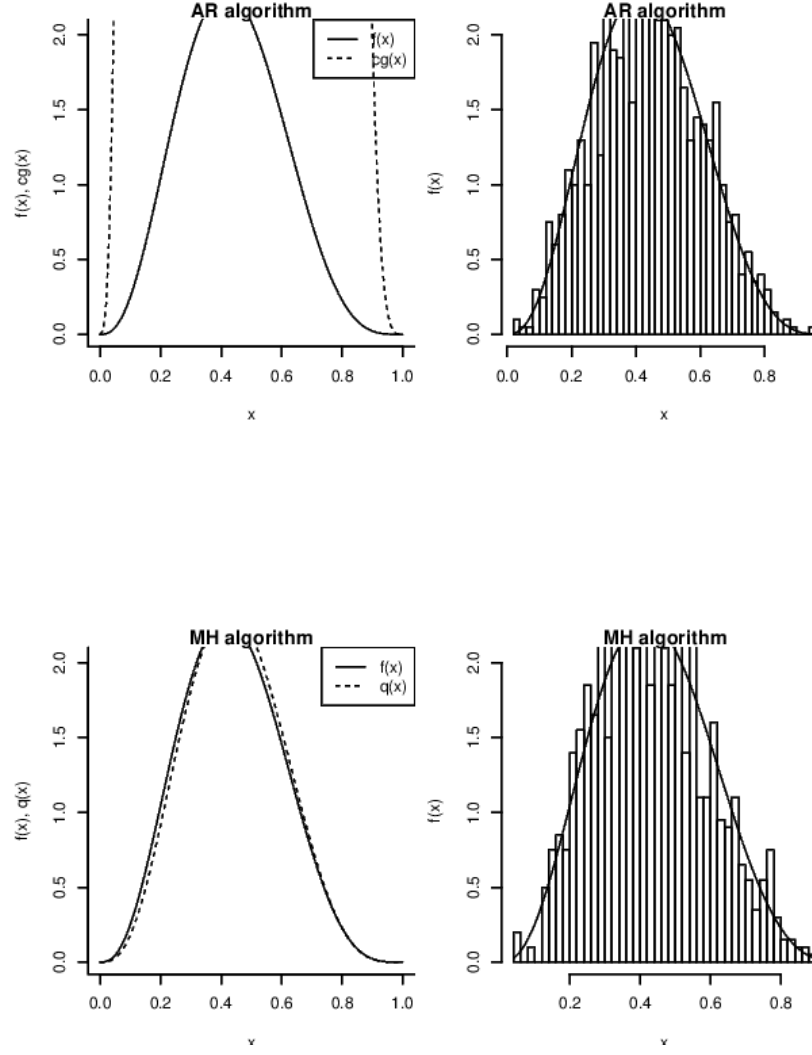 AR algorithm
f(x)
cg(x)
f(x), cg(x)
0.0 0.5 1.0 1.5 2.0
0.0 0.2 0.4 0.6 0.8 1.0
x
AR algorithm
f(x)
0.0 0.5 1.0 1.5 2.0
0.0 0.2 0.4 0.6 0.8
x
MH algorithm
f(x)
q(x)
f(x), q(x)
0.0 0.5 1.0 1.5 2.0
0.0 0.2 0.4 0.6 0.8 1.0
x
MH algorithm
f(x)
0.0 0.5 1.0 1.5 2.0
0.2 0.4 0.6 0.8
x